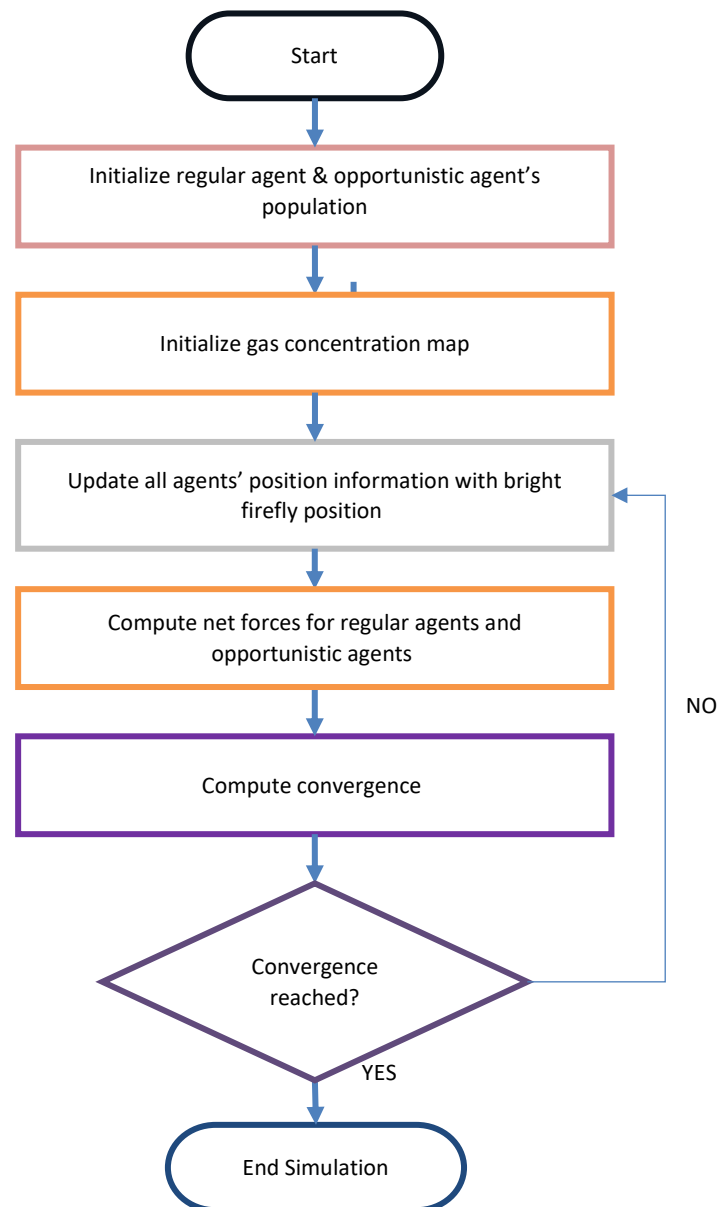 Start
Initialize regular agent & opportunistic agent’s
population
Initialize gas concentration map
Update all agents’ position information with bright
firefly position
Compute net forces for regular agents and
opportunistic agents
NO
Compute convergence
Convergence
reached?
YES
End Simulation